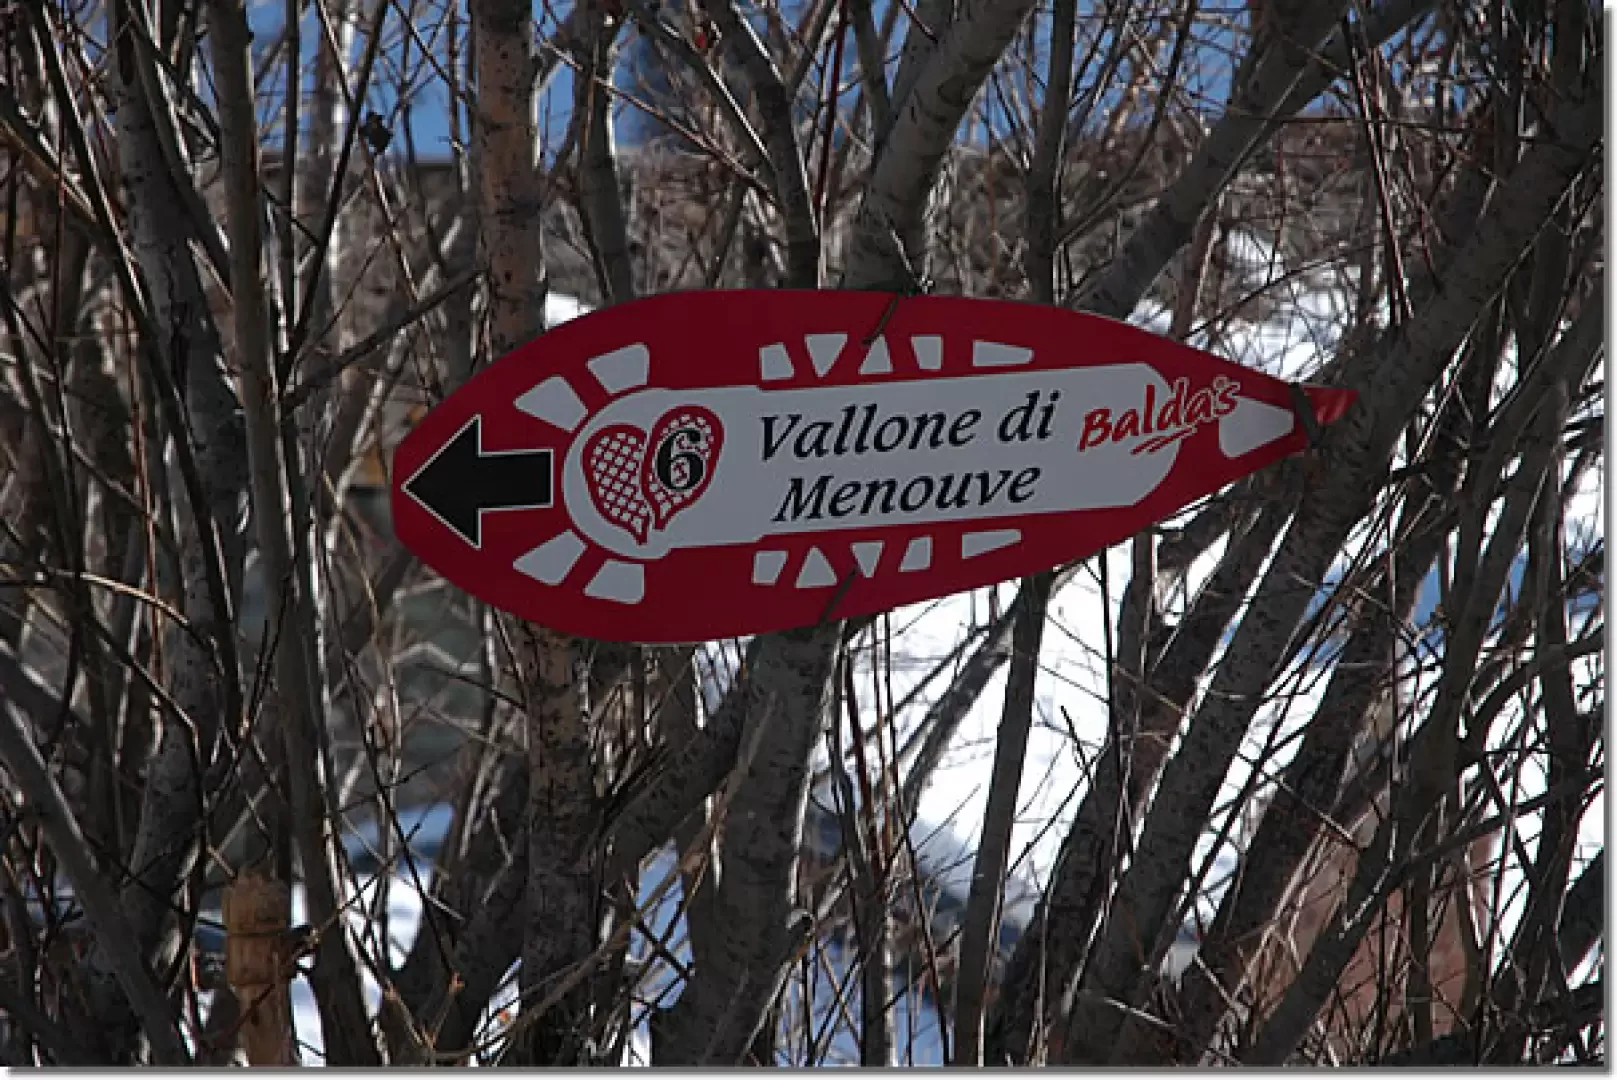 6
Vallone di
Menouve
Balda's